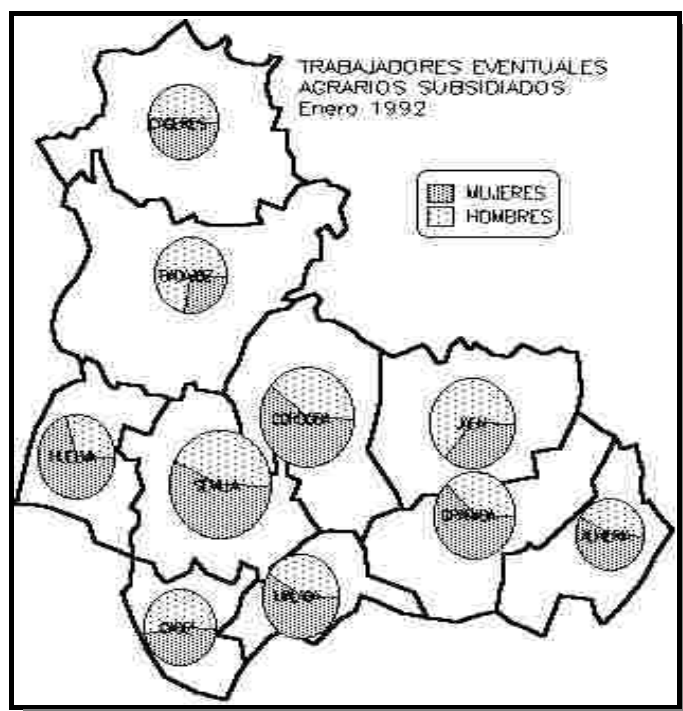 TRABAJADORES EVENTUALES
AGRARIOS SUBSIDIADOS
Enero 1992
CACERES
MUJERES
HOMBRES
BADAJOZ
CORDOBA
JAEN
HUELVA
SEVILLA
GRANADA
ALMERIA
MALAGA
CADIZ